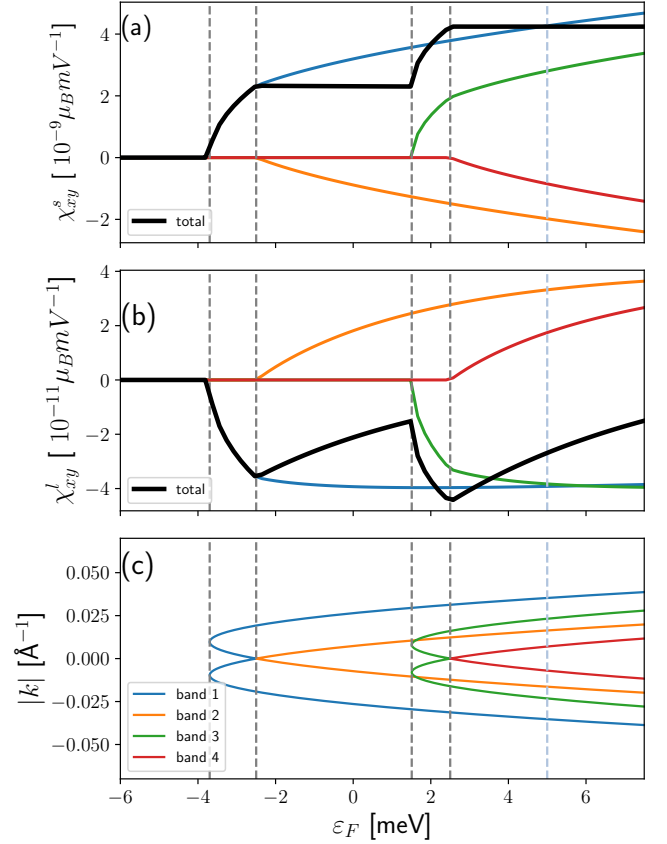 (a)
χ^s_xy [ 10^−9 μ_B mV^−1]
4
2
0
−2
total
(b)
χ^l_xy [ 10^−11 μ_B mV^−1]
4
2
0
−2
−4
total
(c)
|k| [Å^−1]
0.050
0.025
0.000
−0.025
−0.050
band 1
band 2
band 3
band 4
−6 −4 −2 0 2 4 6
ε_F [meV]